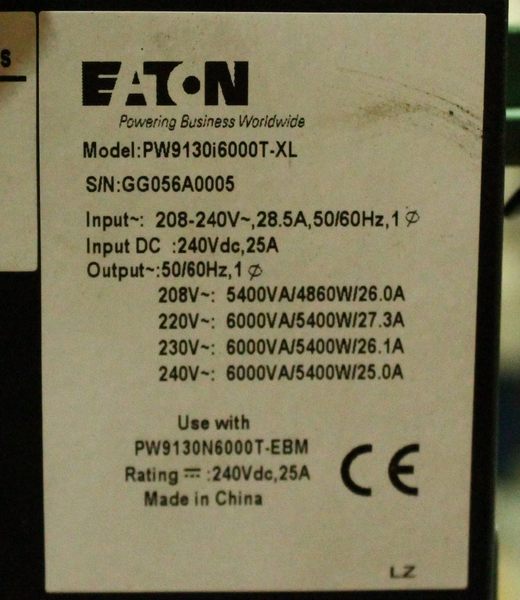 s
EATON
Powering Business Worldwide
Model:PW9130i6000T-XL
S/N:GG056A0005
Input~: 208-240V~,28.5A,50/60Hz,1 ∅
Input DC :240Vdc,25A
Output~:50/60Hz,1 ∅
208V~: 5400VA/4860W/26.0A
220V~: 6000VA/5400W/27.3A
230V~: 6000VA/5400W/26.1A
240V~: 6000VA/5400W/25.0A
Use with
PW9130N6000T-EBM
Rating ⎓ :240Vdc,25A
Made in China
CE
LZ